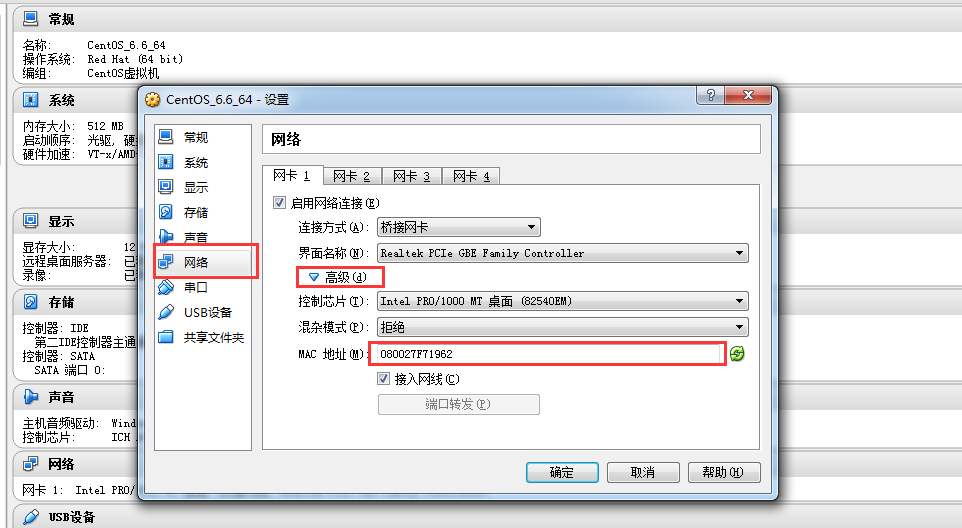 常规
名称: CentOS_6.6_64
操作系统: Red Hat (64 bit)
编组: CentOS虚拟机
系统
内存大小: 512 MB
启动顺序: 光驱,
硬件加速: VT-x/AMD-
显示
显存大小: 12
远程桌面服务器:
录像:
存储
控制器: IDE
第二IDE控制器主通
控制器: SATA
SATA 端口 0:
声音
主机音频驱动: Wind
控制芯片: ICH
网络
网卡 1: Intel PRO/
USB设备
CentOS_6.6_64 - 设置
?
常规
系统
显示
存储
声音
网络
串口
USB设备
共享文件夹
网络
网卡 1 网卡 2 网卡 3 网卡 4
启用网络连接(E)
连接方式(A): 桥接网卡
界面名称(N): Realtek PCIe GBE Family Controller
高级(d)
控制芯片(T): Intel PRO/1000 MT 桌面 (82540EM)
混杂模式(P): 拒绝
MAC 地址(M): 080027F71962
接入网线(C)
端口转发(P)
确定 取消 帮助(H)